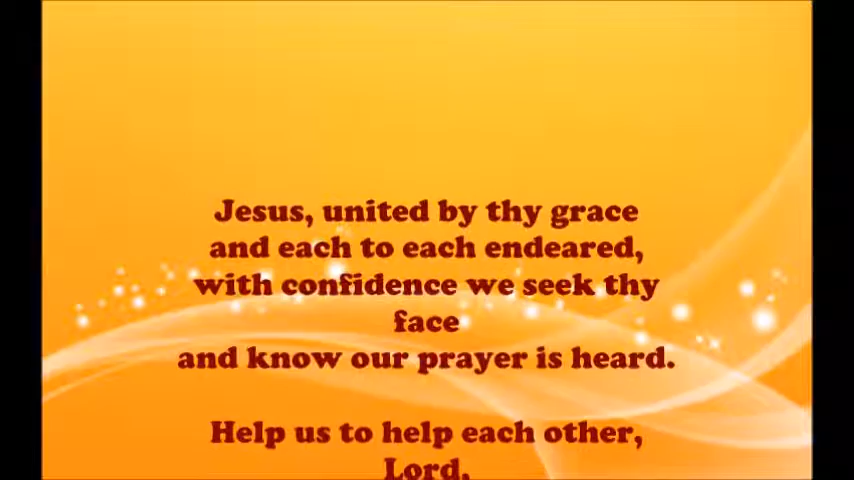 Jesus, united by thy grace
and each to each endeared,
with confidence we seek thy
face
and know our prayer is heard.
Help us to help each other,
Lord,